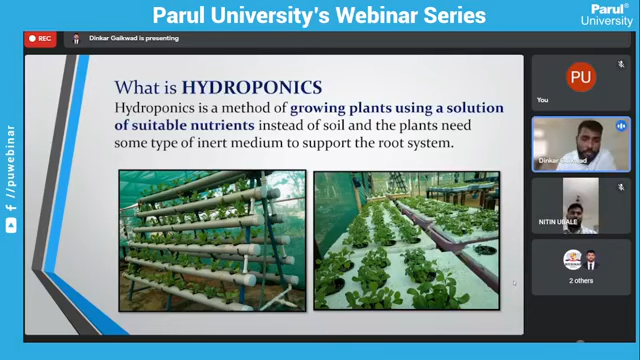 Parul University's Webinar Series
Parul®
University
REC
Dinkar Gaikwad is presenting
What is HYDROPONICS
Hydroponics is a method of growing plants using a solution
of suitable nutrients instead of soil and the plants need
some type of inert medium to support the root system.
PU
You
Dinkar Gaikwad
NITIN UBALE
2 others
/puwebinar